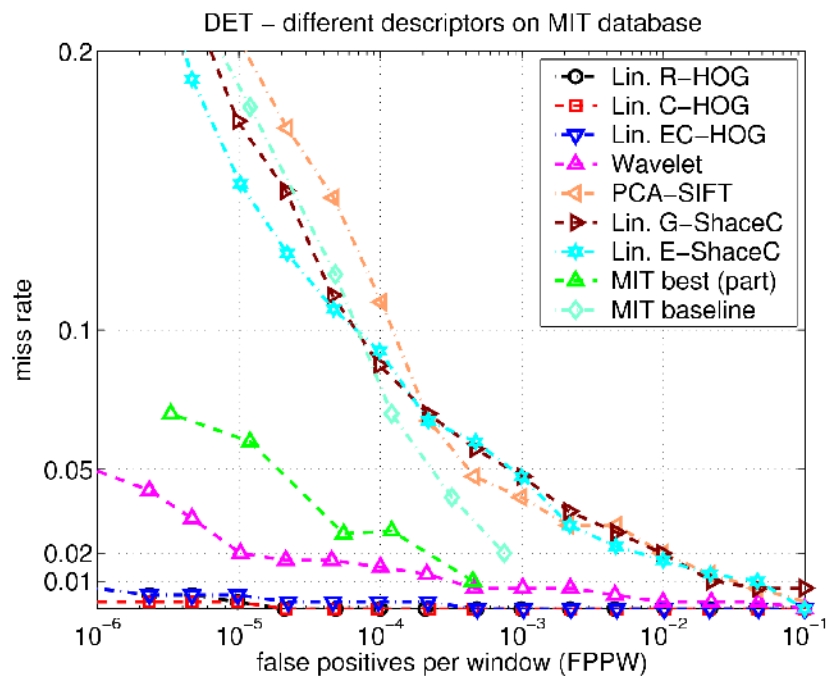 DET – different descriptors on MIT database
0.2
0.1
0.05
0.02
0.01
miss rate
Lin. R−HOG
Lin. C−HOG
Lin. EC−HOG
Wavelet
PCA−SIFT
Lin. G−ShaceC
Lin. E−ShaceC
MIT best (part)
MIT baseline
10⁻⁶ 10⁻⁵ 10⁻⁴ 10⁻³ 10⁻² 10⁻¹
false positives per window (FPPW)